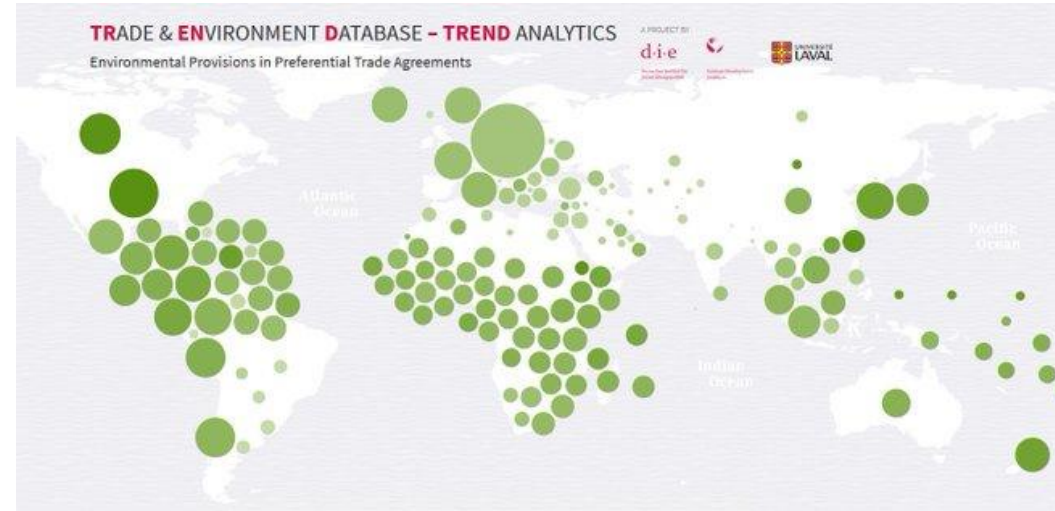 TRADE & ENVIRONMENT DATABASE – TREND ANALYTICS
Environmental Provisions in Preferential Trade Agreements
A PROJECT BY
d·i·e
UNIVERSITÉ
LAVAL
Atlantic
Ocean
Pacific
Ocean
Indian
Ocean